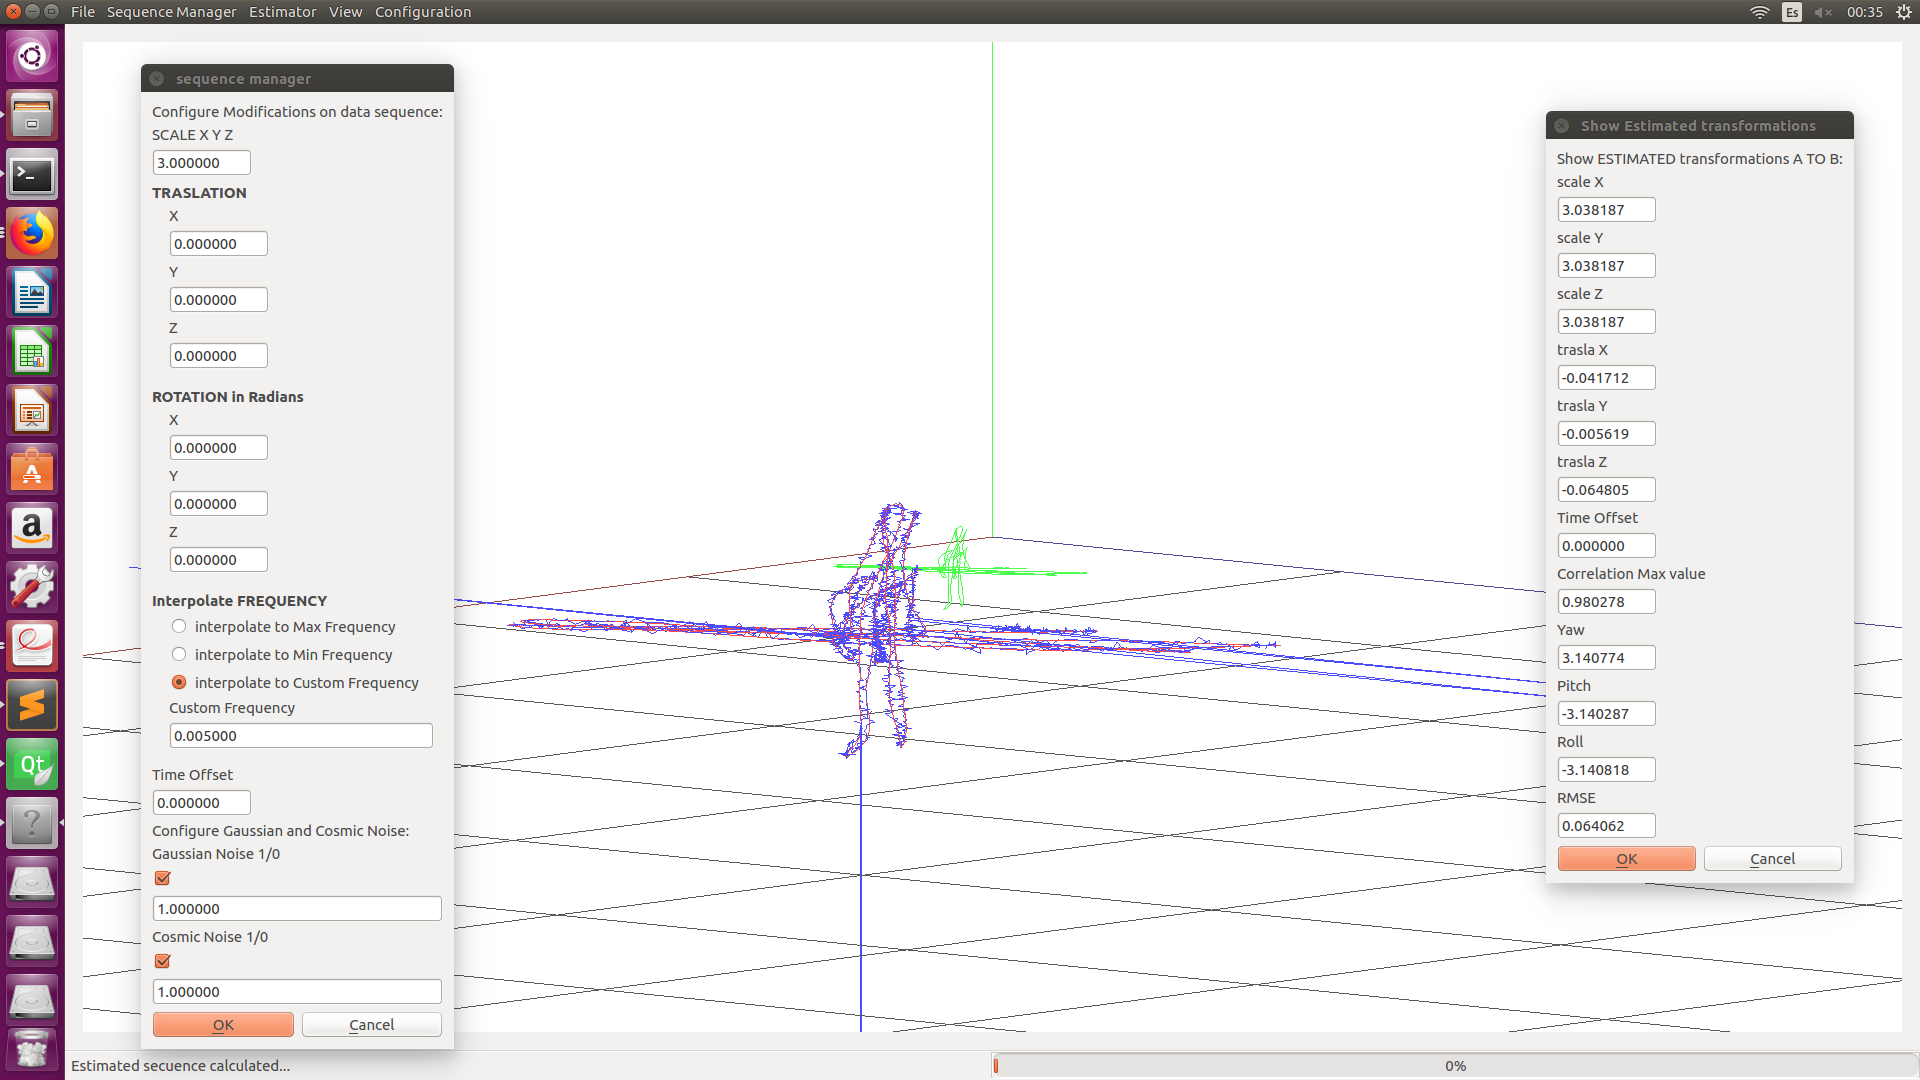 File Sequence Manager Estimator View Configuration
Es
00:35
sequence manager
Configure Modifications on data sequence:
SCALE X Y Z
3.000000
TRASLATION
X
0.000000
Y
0.000000
Z
0.000000
ROTATION in Radians
X
0.000000
Y
0.000000
Z
0.000000
Interpolate FREQUENCY
interpolate to Max Frequency
interpolate to Min Frequency
interpolate to Custom Frequency
Custom Frequency
0.005000
Time Offset
0.000000
Configure Gaussian and Cosmic Noise:
Gaussian Noise 1/0
1.000000
Cosmic Noise 1/0
1.000000
OK
Cancel
Show Estimated transformations
Show ESTIMATED transformations A TO B:
scale X
3.038187
scale Y
3.038187
scale Z
3.038187
trasla X
-0.041712
trasla Y
-0.005619
trasla Z
-0.064805
Time Offset
0.000000
Correlation Max value
0.980278
Yaw
3.140774
Pitch
-3.140287
Roll
-3.140818
RMSE
0.064062
OK
Cancel
Qt
Estimated secuence calculated...
0%